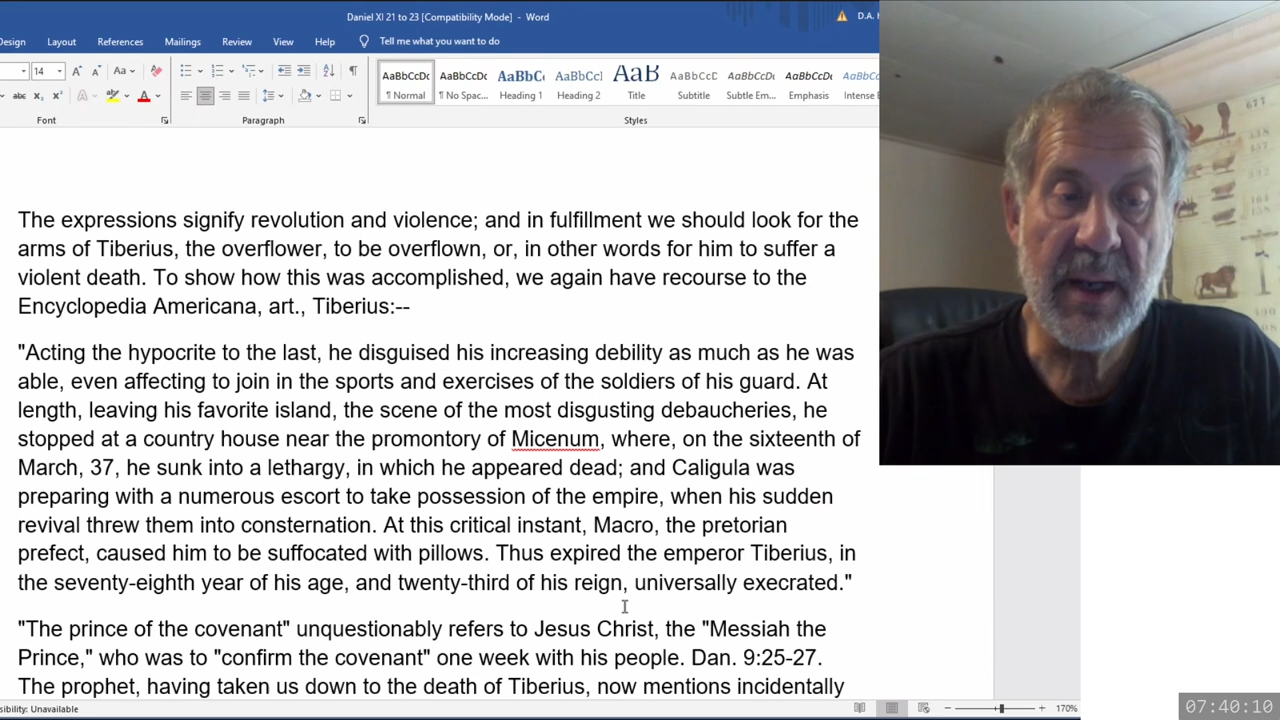 Daniel XI 21 to 23 [Compatibility Mode] - Word
D.A.
Design Layout References Mailings Review View Help Tell me what you want to do
14 Aa
AaBbCcDc AaBbCcDc AaBbCc AaBbCcI AaB AaBbCcD AaBbCcDc AaBbCcDc AaBbCc
¶ Normal ¶ No Spac... Heading 1 Heading 2 Title Subtitle Subtle Em... Emphasis Intense
Font Paragraph Styles
The expressions signify revolution and violence; and in fulfillment we should look for the
arms of Tiberius, the overflower, to be overflown, or, in other words for him to suffer a
violent death. To show how this was accomplished, we again have recourse to the
Encyclopedia Americana, art., Tiberius:--
"Acting the hypocrite to the last, he disguised his increasing debility as much as he was
able, even affecting to join in the sports and exercises of the soldiers of his guard. At
length, leaving his favorite island, the scene of the most disgusting debaucheries, he
stopped at a country house near the promontory of Micenum, where, on the sixteenth of
March, 37, he sunk into a lethargy, in which he appeared dead; and Caligula was
preparing with a numerous escort to take possession of the empire, when his sudden
revival threw them into consternation. At this critical instant, Macro, the pretorian
prefect, caused him to be suffocated with pillows. Thus expired the emperor Tiberius, in
the seventy-eighth year of his age, and twenty-third of his reign, universally execrated."
"The prince of the covenant" unquestionably refers to Jesus Christ, the "Messiah the
Prince," who was to "confirm the covenant" one week with his people. Dan. 9:25-27.
The prophet, having taken us down to the death of Tiberius, now mentions incidentally
sibility: Unavailable
170%
07:40:10
677